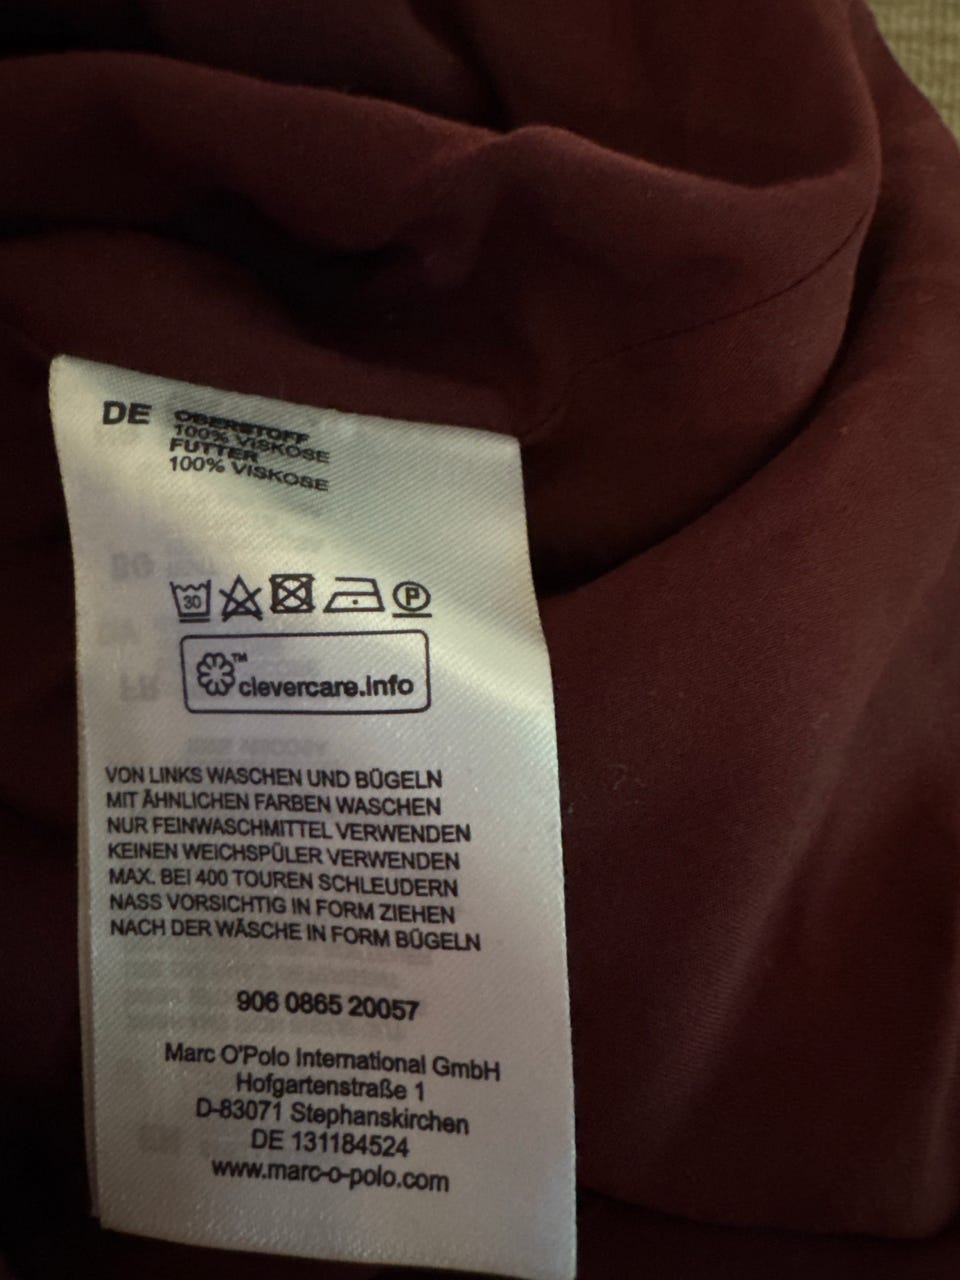 DE
OBERSTOFF
100% VISKOSE
FUTTER
100% VISKOSE
30
P
™
clevercare.info
VON LINKS WASCHEN UND BÜGELN
MIT ÄHNLICHEN FARBEN WASCHEN
NUR FEINWASCHMITTEL VERWENDEN
KEINEN WEICHSPÜLER VERWENDEN
MAX. BEI 400 TOUREN SCHLEUDERN
NASS VORSICHTIG IN FORM ZIEHEN
NACH DER WÄSCHE IN FORM BÜGELN
906 0865 20057
Marc O'Polo International GmbH
Hofgartenstraße 1
D-83071 Stephanskirchen
DE 131184524
www.marc-o-polo.com